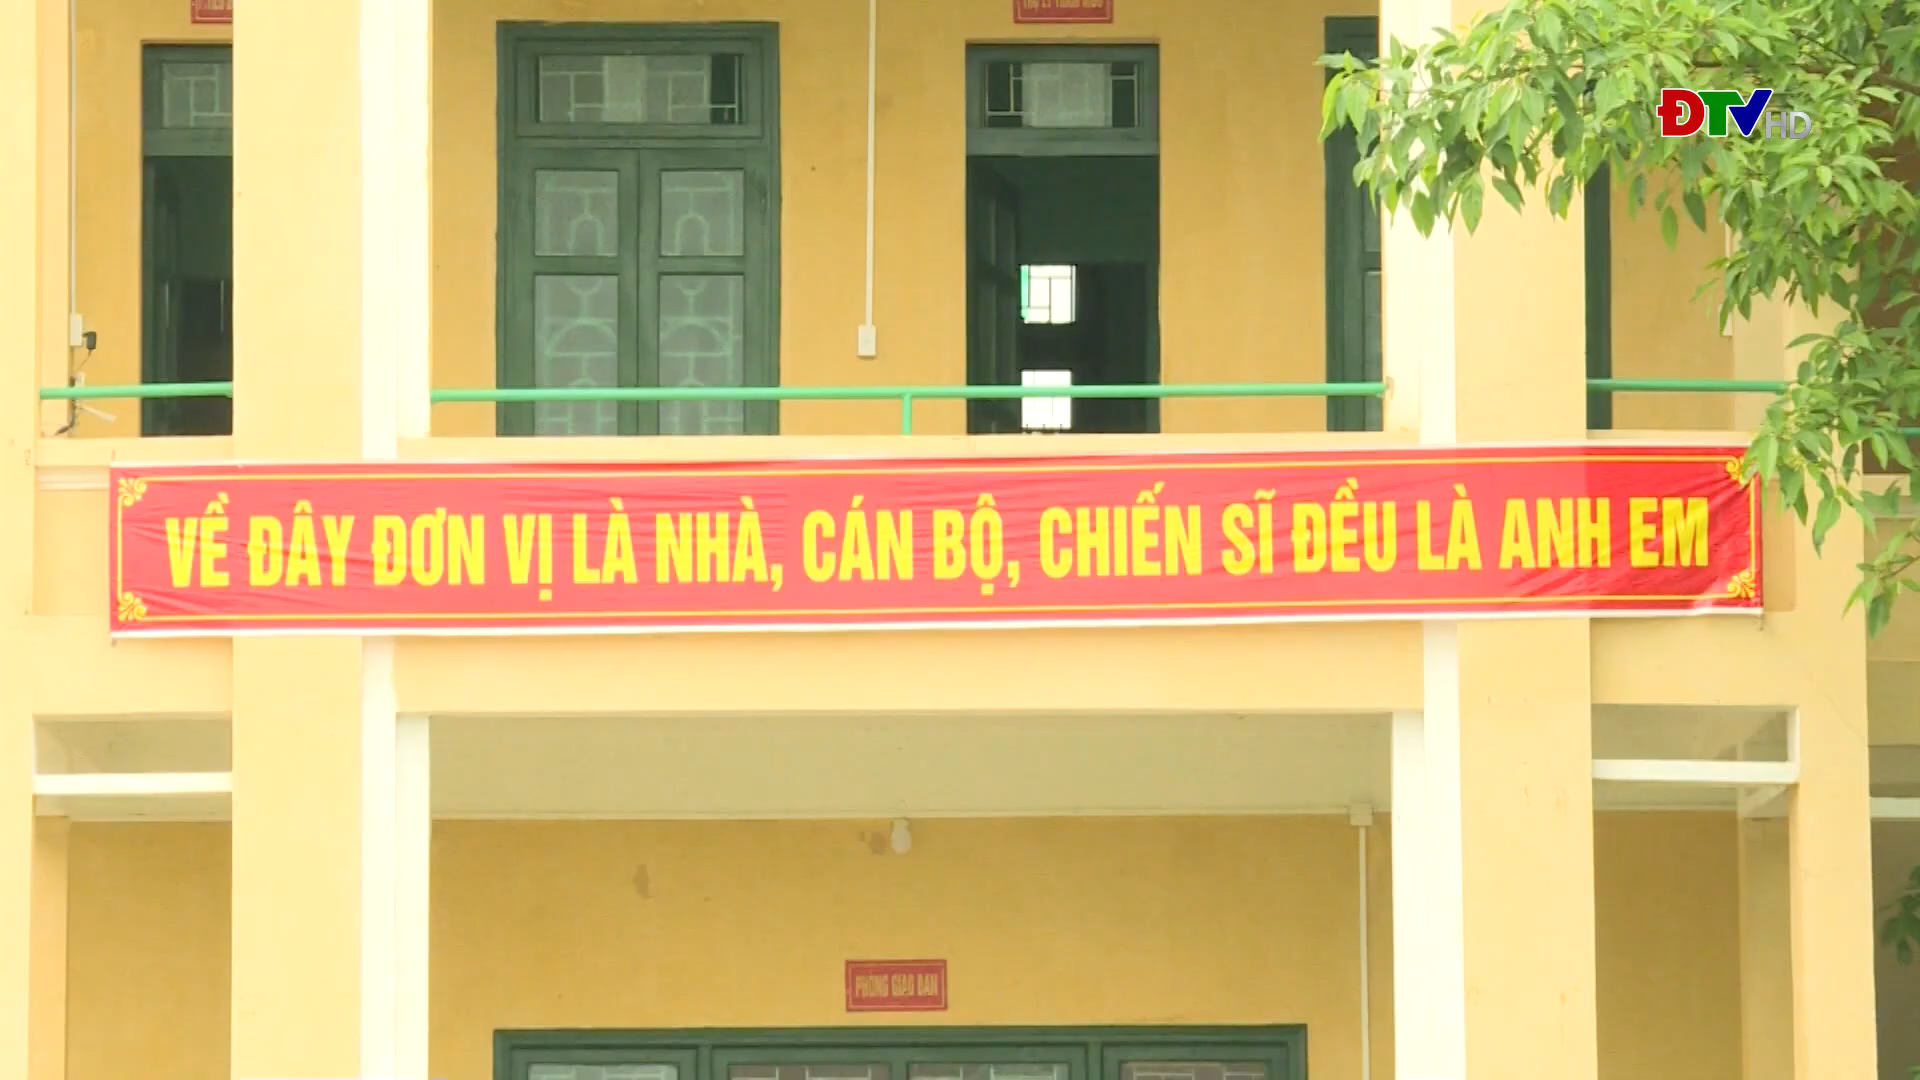 ĐTV HD
VỀ ĐÂY ĐƠN VỊ LÀ NHÀ, CÁN BỘ, CHIẾN SĨ ĐỀU LÀ ANH EM
PHÒNG GIAO BAN